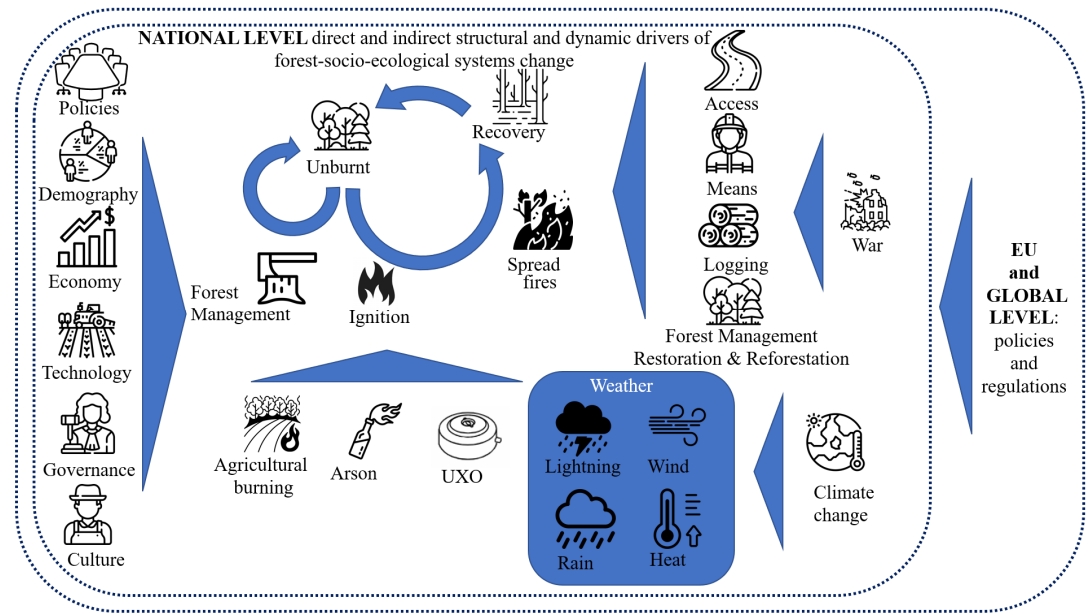 NATIONAL LEVEL direct and indirect structural and dynamic drivers of
forest-socio-ecological systems change
Policies
Demography
Economy
$
Technology
Governance
Culture
Unburnt
Recovery
Forest
Management
Ignition
Spread
fires
Access
Means
Logging
Forest Management
Restoration & Reforestation
War
Agricultural
burning
Arson
UXO
Weather
Lightning
Wind
Rain
Heat
Climate
change
EU
and
GLOBAL
LEVEL:
policies
and
regulations